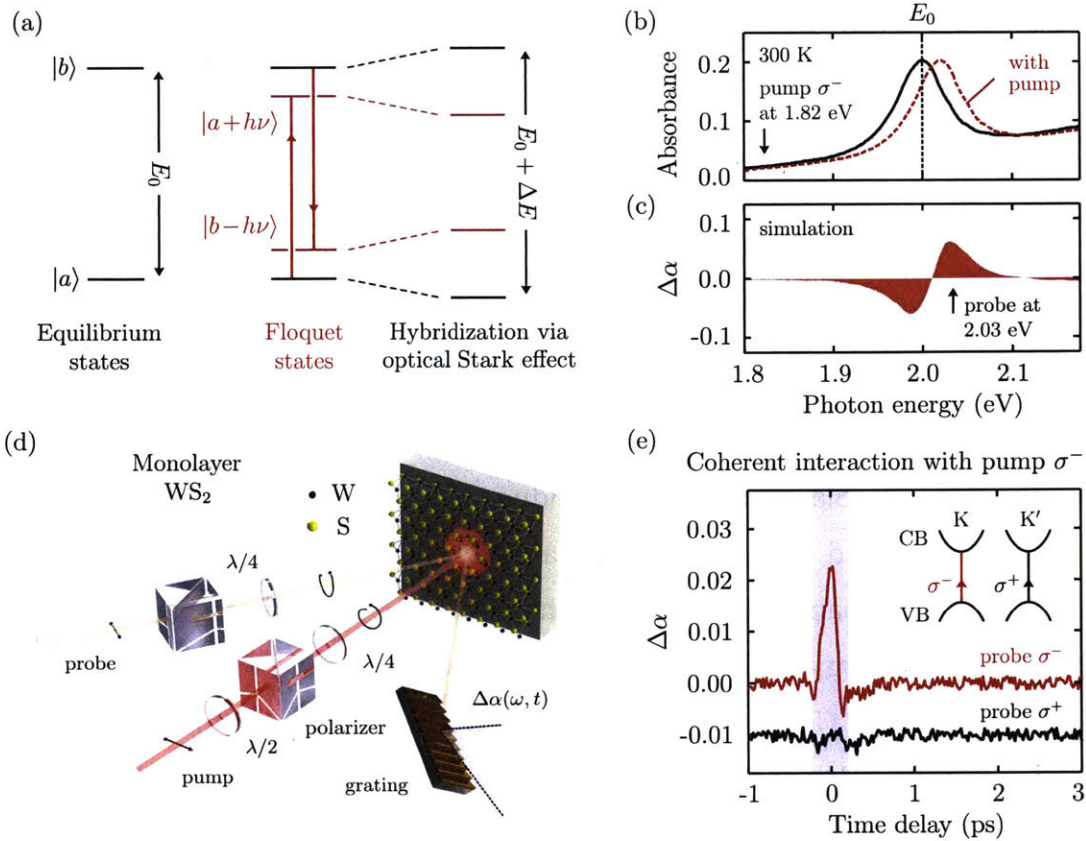 (a)
|b⟩
E₀
|a⟩
Equilibrium
states
|a+hν⟩
|b−hν⟩
Floquet
states
E₀ + ΔE
Hybridization via
optical Stark effect
(b)
E₀
300 K
pump σ⁻
at 1.82 eV
with
pump
Absorbance
0.2
0.1
0.0
(c)
simulation
probe at
2.03 eV
Δα
0.1
0.0
-0.1
1.8
1.9
2.0
2.1
Photon energy (eV)
(d)
Monolayer
WS₂
W
S
λ/4
probe
λ/4
polarizer
λ/2
pump
grating
Δα(ω, t)
(e)
Coherent interaction with pump σ⁻
Δα
0.03
0.02
0.01
0.00
-0.01
K
K′
CB
σ⁻
σ⁺
VB
probe σ⁻
probe σ⁺
-1
0
1
2
3
Time delay (ps)